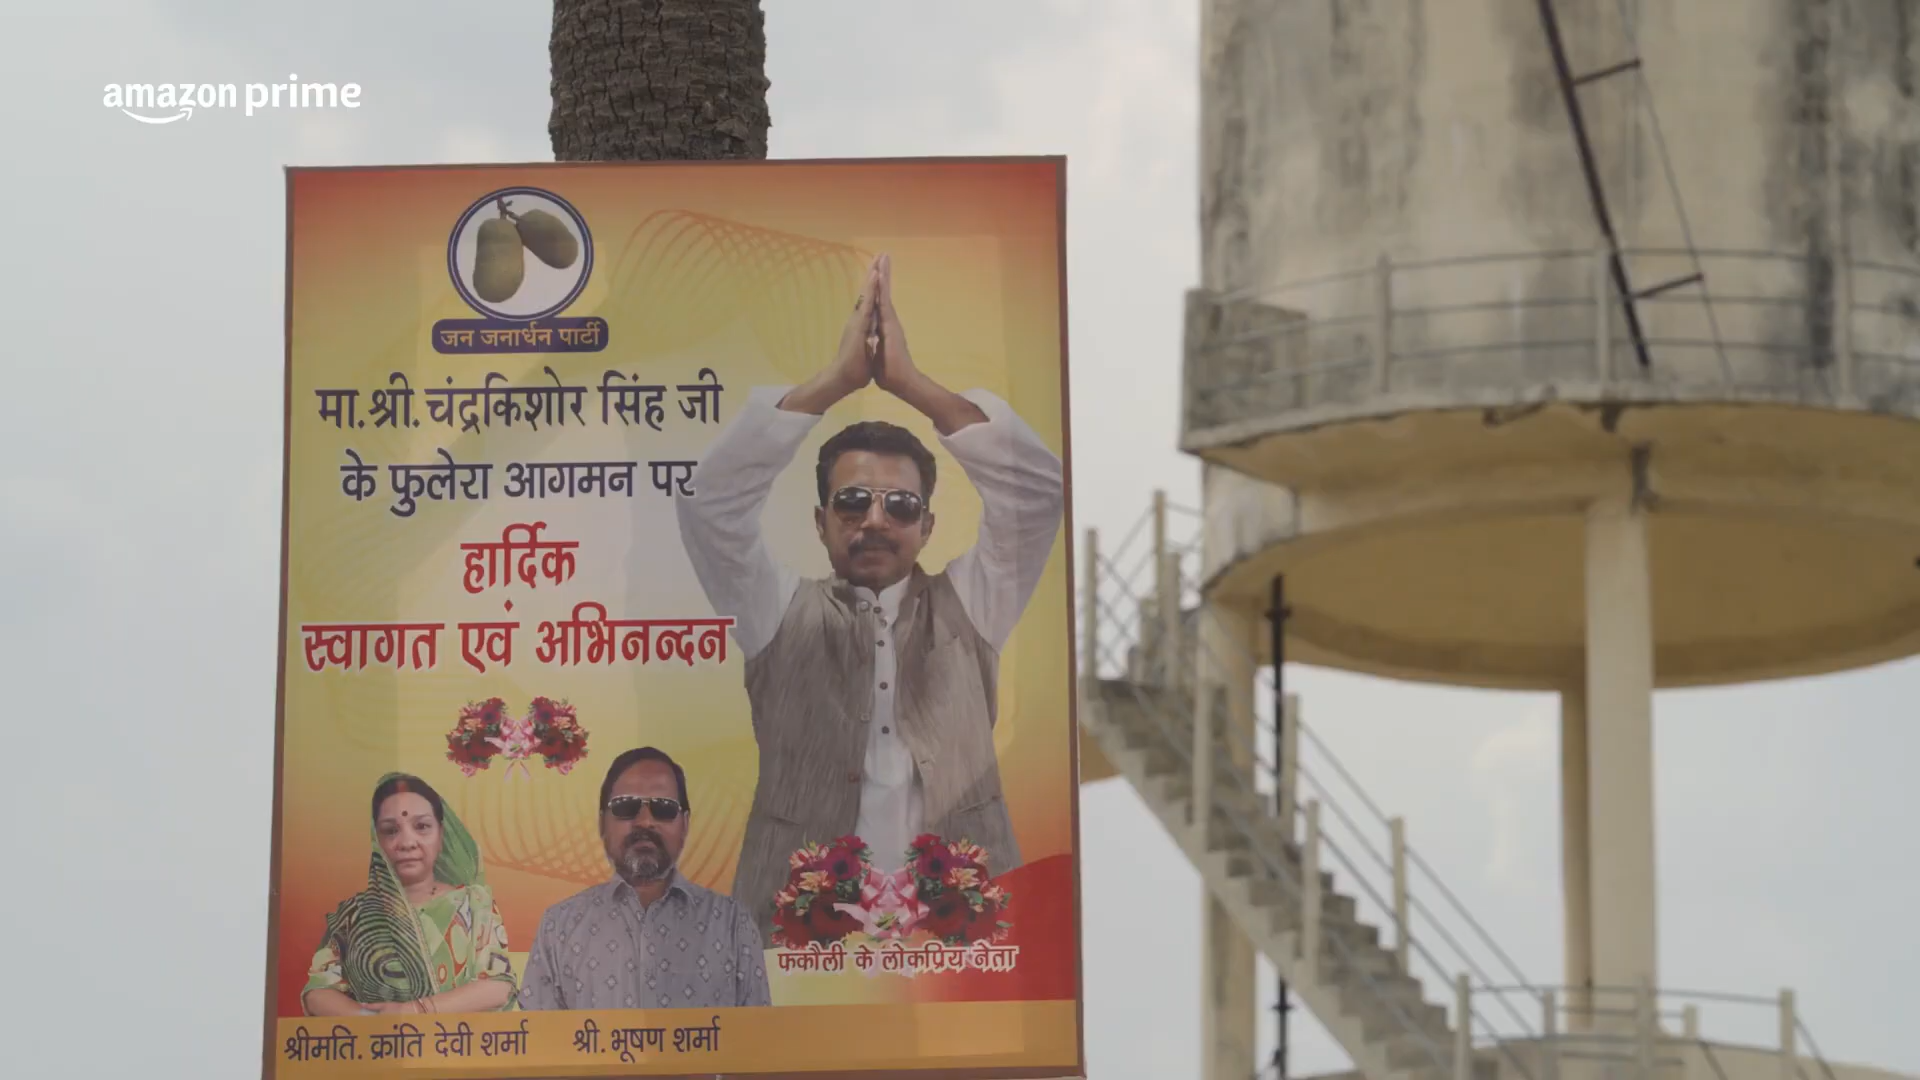 amazon prime
जन जनार्धन पार्टी
मा.श्री.चंद्रकिशोर सिंह जी
के फुलेरा आगमन पर
हार्दिक
स्वागत एवं अभिनन्दन
फकौली के लोकप्रिय नेता
श्रीमति. क्रांति देवी शर्मा श्री. भूषण शर्मा